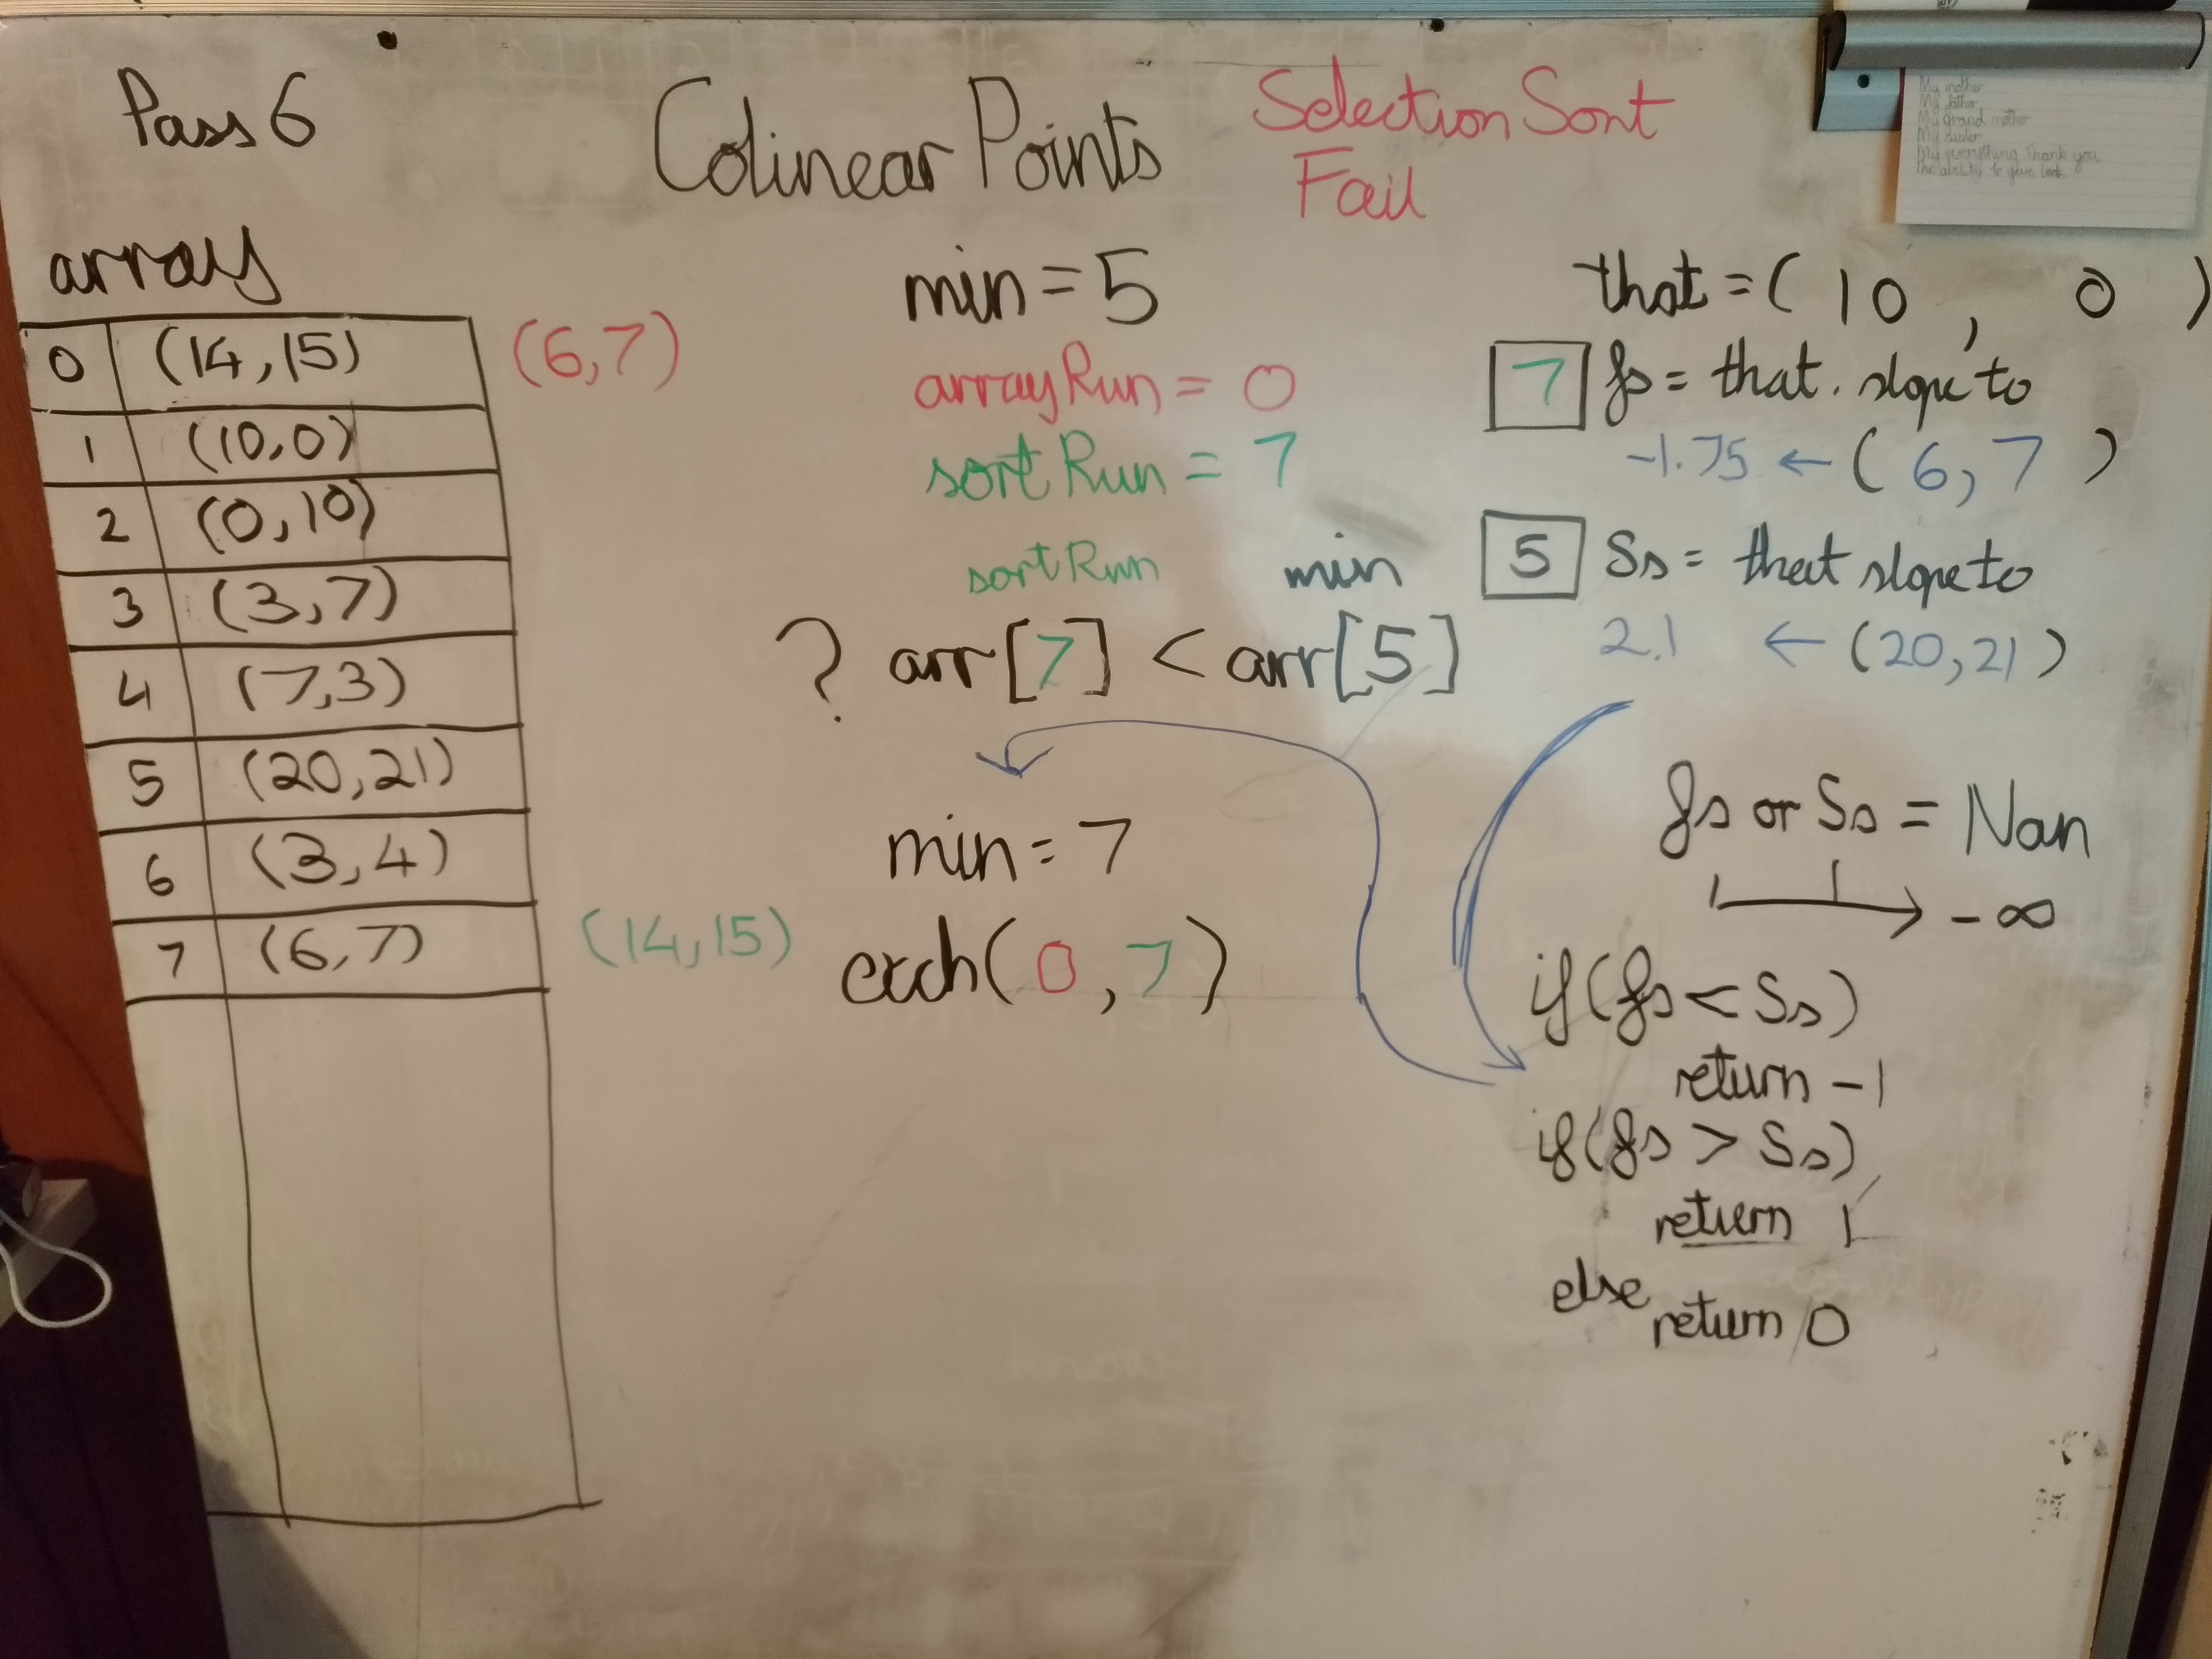 Pass 6
Colinear Points
Selection Sort
Fail
array
0 (14,15) (6,7)
1 (10,0)
2 (0,10)
3 (3,7)
4 (7,3)
5 (20,21)
6 (3,4)
7 (6,7) (14,15)
min = 5
arrayRun = 0
sortRun = 7
sortRun min
? arr[7] < arr[5]
min = 7
exch(0,7)
that = (10, 0)
7 fs = that. slope to
-1.75 ← (6,7)
5 Ss = that slope to
2.1 ← (20,21)
fs or Ss = Nan
→ -∞
if(fs < Ss)
return -1
if(fs > Ss)
return 1
else
return 0
My mother
My father
My grand mother
My sister
My everything Thank you
the ability to give back